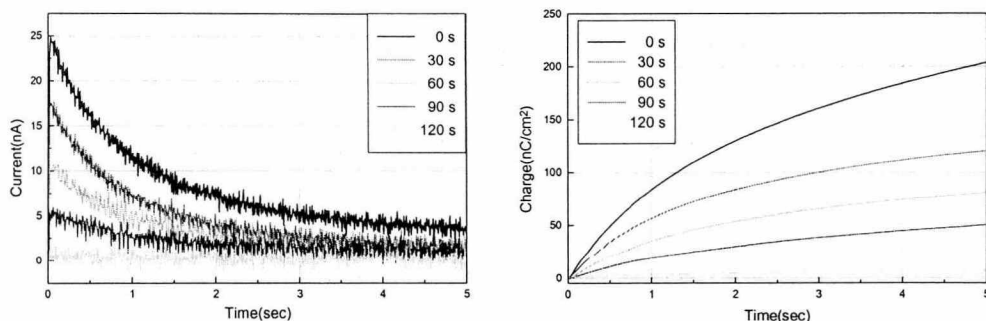 25
20
15
10
5
0
Current(nA)
0 s
30 s
60 s
90 s
120 s
0 1 2 3 4 5
Time(sec)
250
200
150
100
50
0
Charge(nC/cm²)
0 s
30 s
60 s
90 s
120 s
0 1 2 3 4 5
Time(sec)